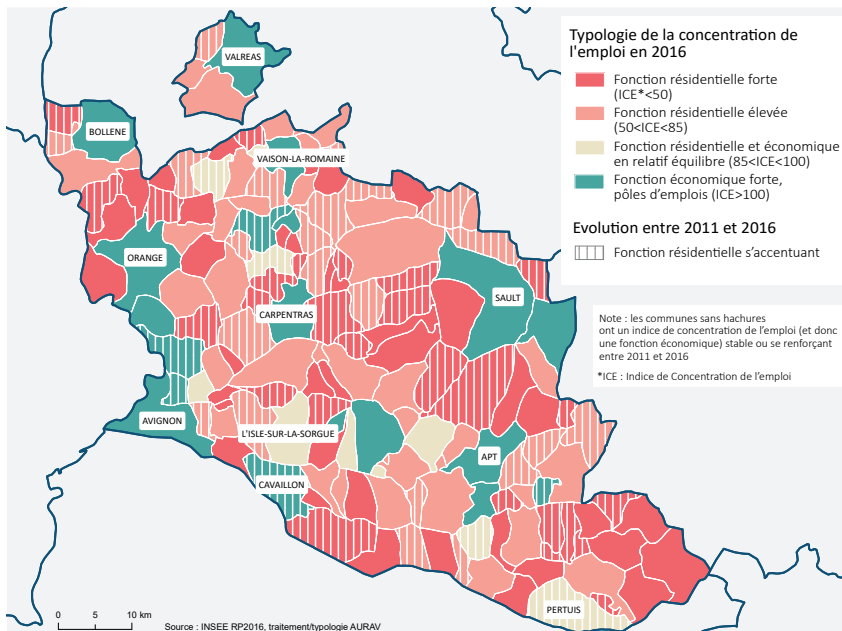 Typologie de la concentration de
l'emploi en 2016
Fonction résidentielle forte
(ICE*<50)
Fonction résidentielle élevée
(50<ICE<85)
Fonction résidentielle et économique
en relatif équilibre (85<ICE<100)
Fonction économique forte,
pôles d'emplois (ICE>100)
Evolution entre 2011 et 2016
Fonction résidentielle s'accentuant
Note : les communes sans hachures
ont un indice de concentration de l'emploi (et donc
une fonction économique) stable ou se renforçant
entre 2011 et 2016
*ICE : Indice de Concentration de l'emploi
VALREAS
BOLLENE
VAISON-LA-ROMAINE
ORANGE
SAULT
CARPENTRAS
AVIGNON
L'ISLE-SUR-LA-SORGUE
APT
CAVAILLON
PERTUIS
0 5 10 km
Source : INSEE RP2016, traitement/typologie AURAV